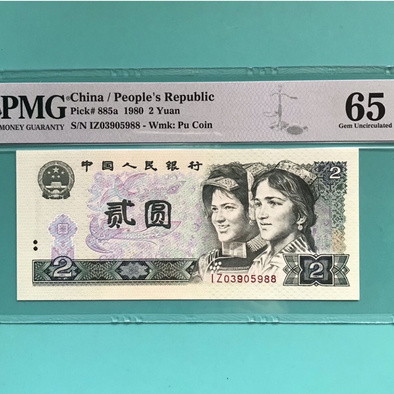 PMG
MONEY GUARANTY
China / People's Republic
Pick# 885a 1980 2 Yuan
S/N IZ03905988 - Wmk: Pu Coin
65
Gem Uncirculated
中国人民银行
2
贰圆
2
2
IZ03905988